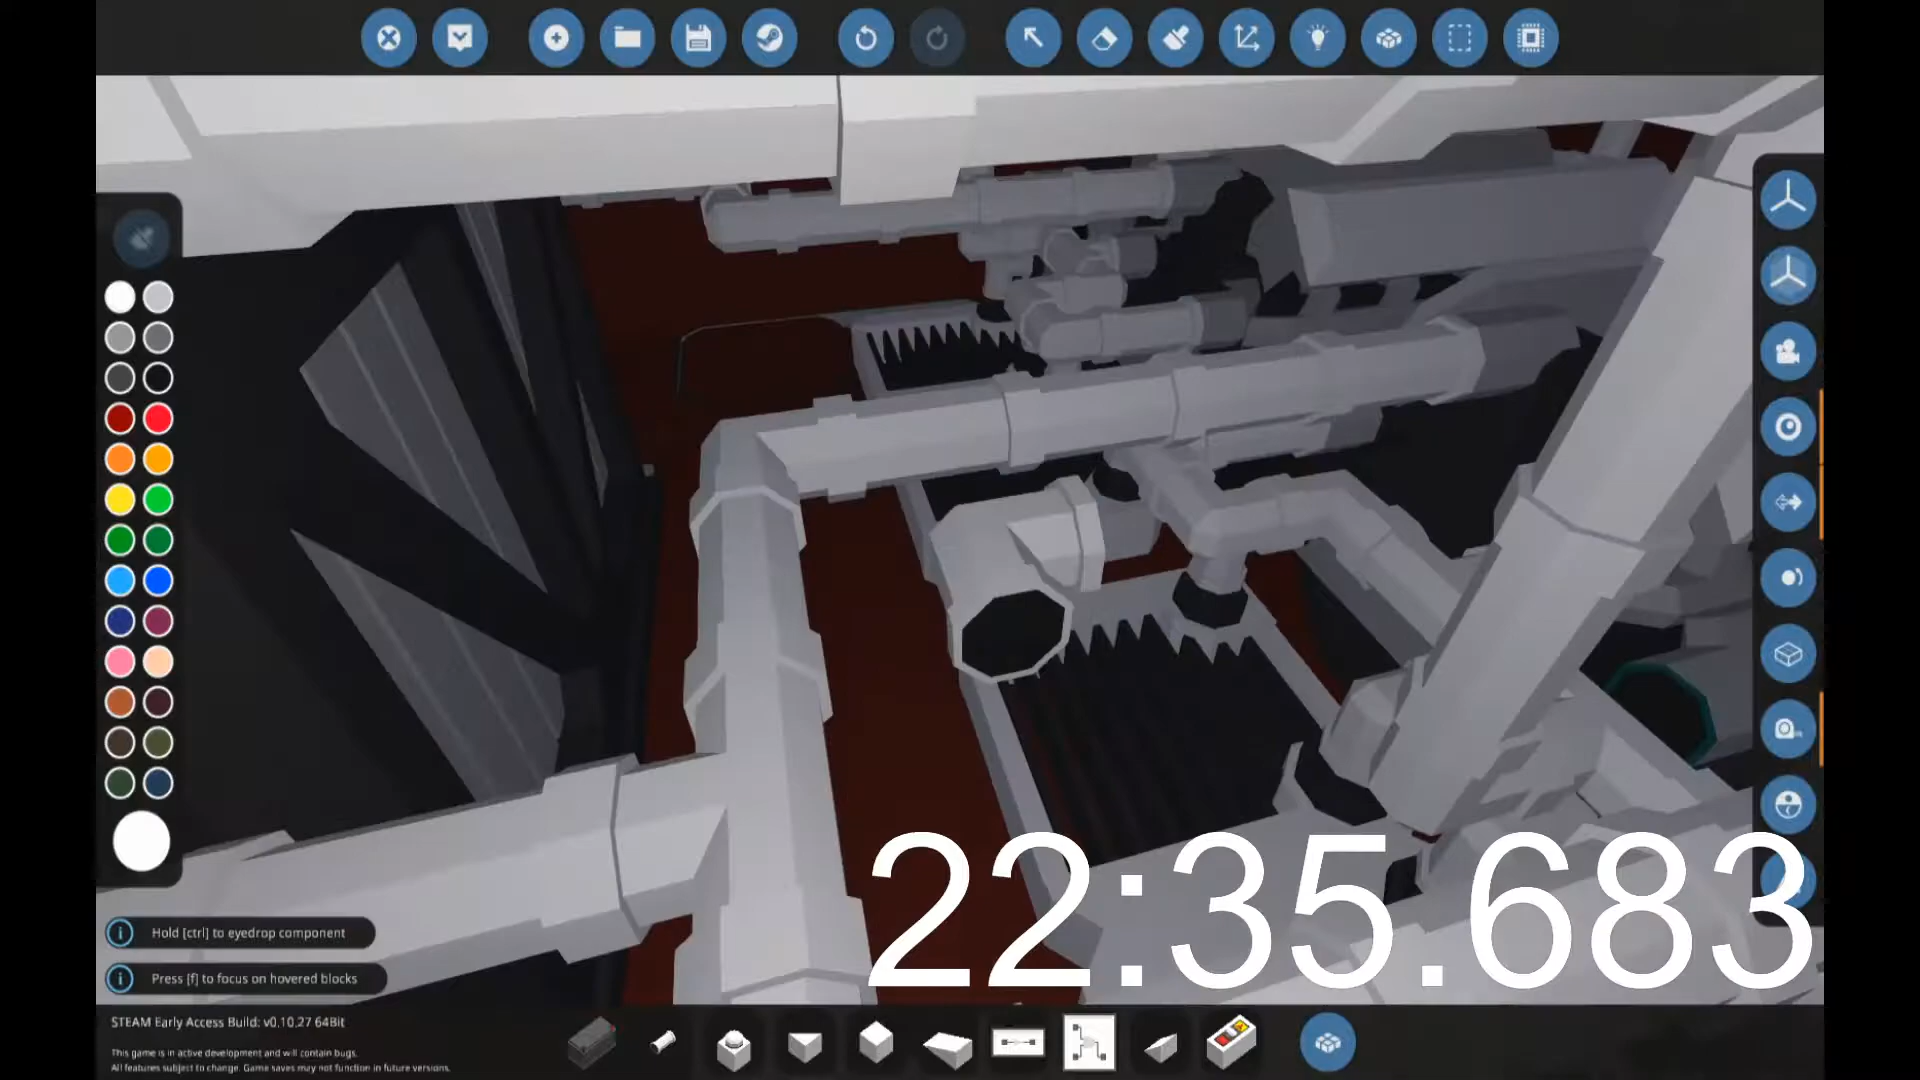 22:35.683
Hold [ctrl] to eyedrop component
Press [f] to focus on hovered blocks
STEAM Early Access Build: v0.10.27 64Bit
This game is in active development and will contain bugs.
All features subject to change. Game saves may not function in future versions.